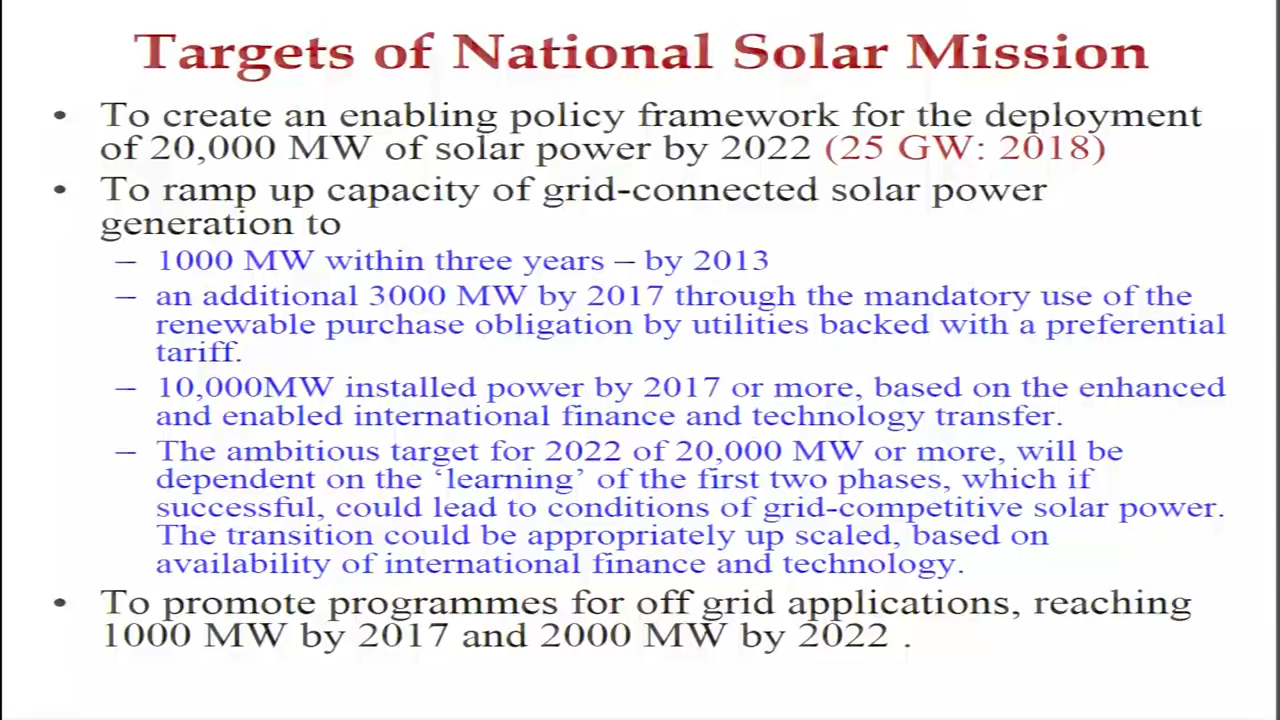 Targets of National Solar Mission
• To create an enabling policy framework for the deployment
of 20,000 MW of solar power by 2022 (25 GW: 2018)
• To ramp up capacity of grid-connected solar power
generation to
– 1000 MW within three years – by 2013
– an additional 3000 MW by 2017 through the mandatory use of the
renewable purchase obligation by utilities backed with a preferential
tariff.
– 10,000MW installed power by 2017 or more, based on the enhanced
and enabled international finance and technology transfer.
– The ambitious target for 2022 of 20,000 MW or more, will be
dependent on the ‘learning’ of the first two phases, which if
successful, could lead to conditions of grid-competitive solar power.
The transition could be appropriately up scaled, based on
availability of international finance and technology.
• To promote programmes for off grid applications, reaching
1000 MW by 2017 and 2000 MW by 2022 .